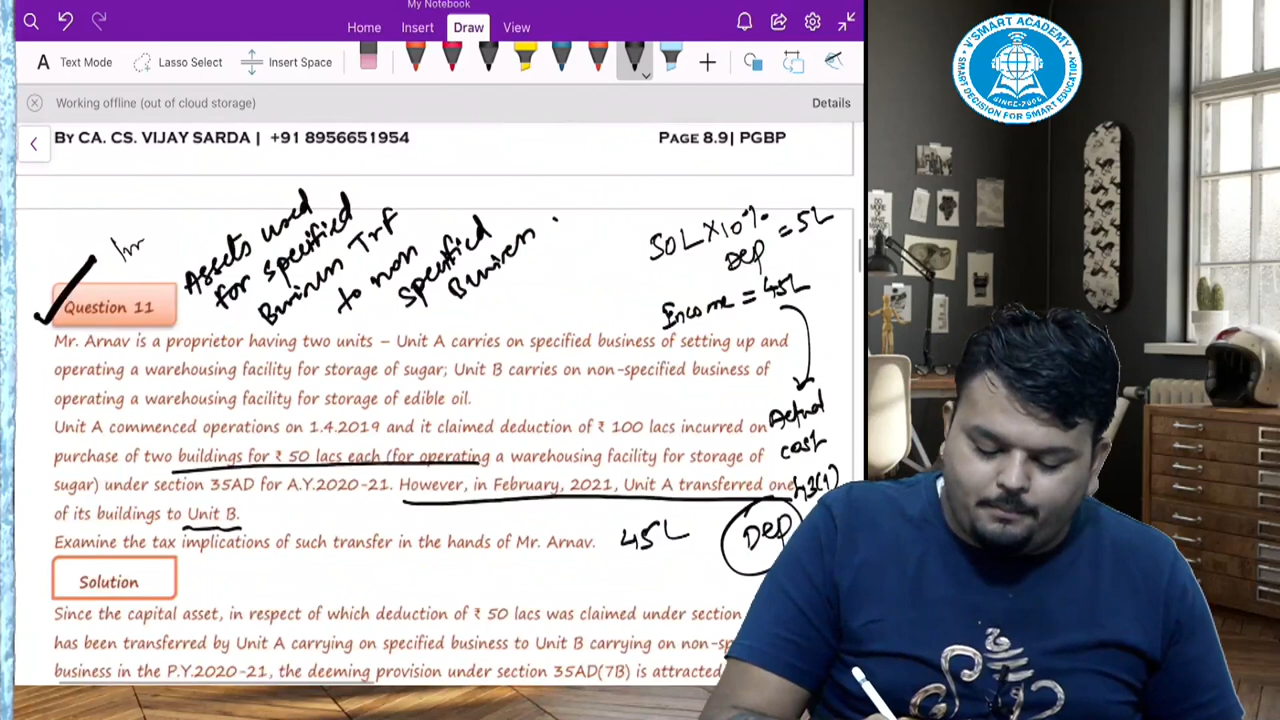 My Notebook
Home Insert Draw View
A Text Mode Lasso Select Insert Space
Working offline (out of cloud storage) Details
BY CA. CS. VIJAY SARDA | +91 8956651954 PAGE 8.9| PGBP
Assets used
for specified
Business Trf
to non
specified
Business
50L X 10% = 5L
DEP
Income = 45L
Actual
cost
43(1)
Question 11
Mr. Arnav is a proprietor having two units – Unit A carries on specified business of setting up and
operating a warehousing facility for storage of sugar; Unit B carries on non-specified business of
operating a warehousing facility for storage of edible oil.
Unit A commenced operations on 1.4.2019 and it claimed deduction of ₹ 100 lacs incurred on
purchase of two buildings for ₹ 50 lacs each (for operating a warehousing facility for storage of
sugar) under section 35AD for A.Y.2020-21. However, in February, 2021, Unit A transferred one
of its buildings to Unit B.
Examine the tax implications of such transfer in the hands of Mr. Arnav.
45L DEP
Solution
Since the capital asset, in respect of which deduction of ₹ 50 lacs was claimed under section
has been transferred by Unit A carrying on specified business to Unit B carrying on
business in the P.Y.2020-21, the deeming provision under section 35AD(7B) is attracted
V'SMART ACADEMY
SINCE-2006
SMART DECISION FOR SMART EDUCATION